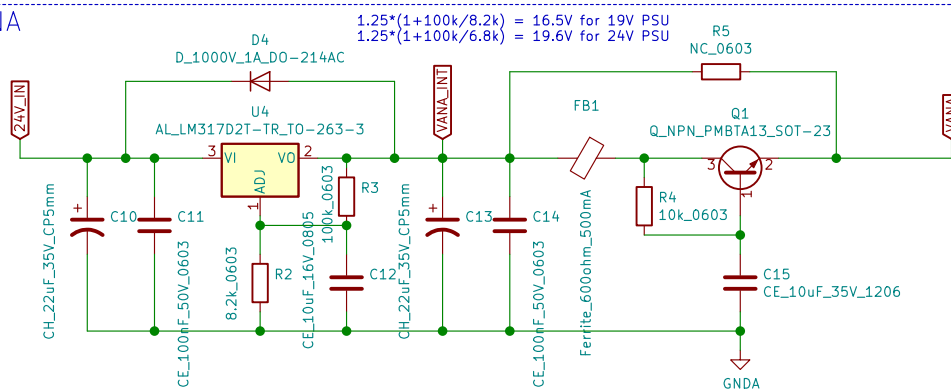 NA
1.25*(1+100k/8.2k) = 16.5V for 19V PSU
1.25*(1+100k/6.8k) = 19.6V for 24V PSU
R5
NC_0603
D4
D_1000V_1A_DO-214AC
24V_IN
VANA_INT
VANA
U4
AL_LM317D2T-TR_TO-263-3
FB1
Q1
Q_NPN_PMBTA13_SOT-23
3
VI
VO
2
ADJ
1
3
2
1
R3
100k_0603
R4
10k_0603
C10
CH_22uF_35V_CP5mm
C11
CE_100nF_50V_0603
R2
8.2k_0603
C12
CE_10uF_16V_0805
C13
CH_22uF_35V_CP5mm
C14
CE_100nF_50V_0603
Ferrite_600ohm_500mA
C15
CE_10uF_35V_1206
GNDA